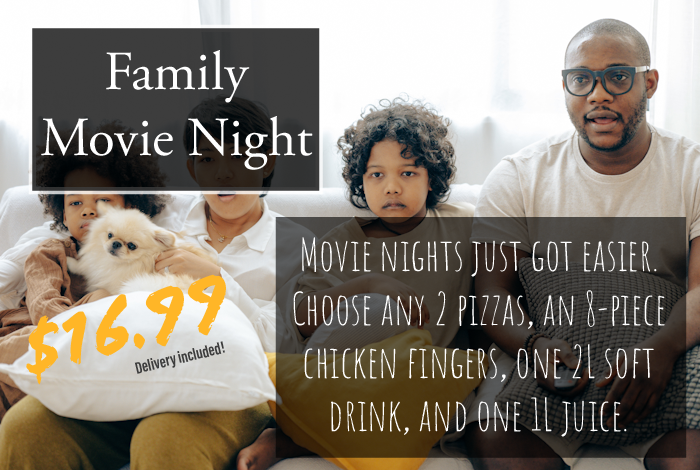 Family
Movie Night
$16.99
Delivery included!
Movie nights just got easier.
Choose any 2 pizzas, an 8-piece
chicken fingers, one 2L soft
drink, and one 1L juice.